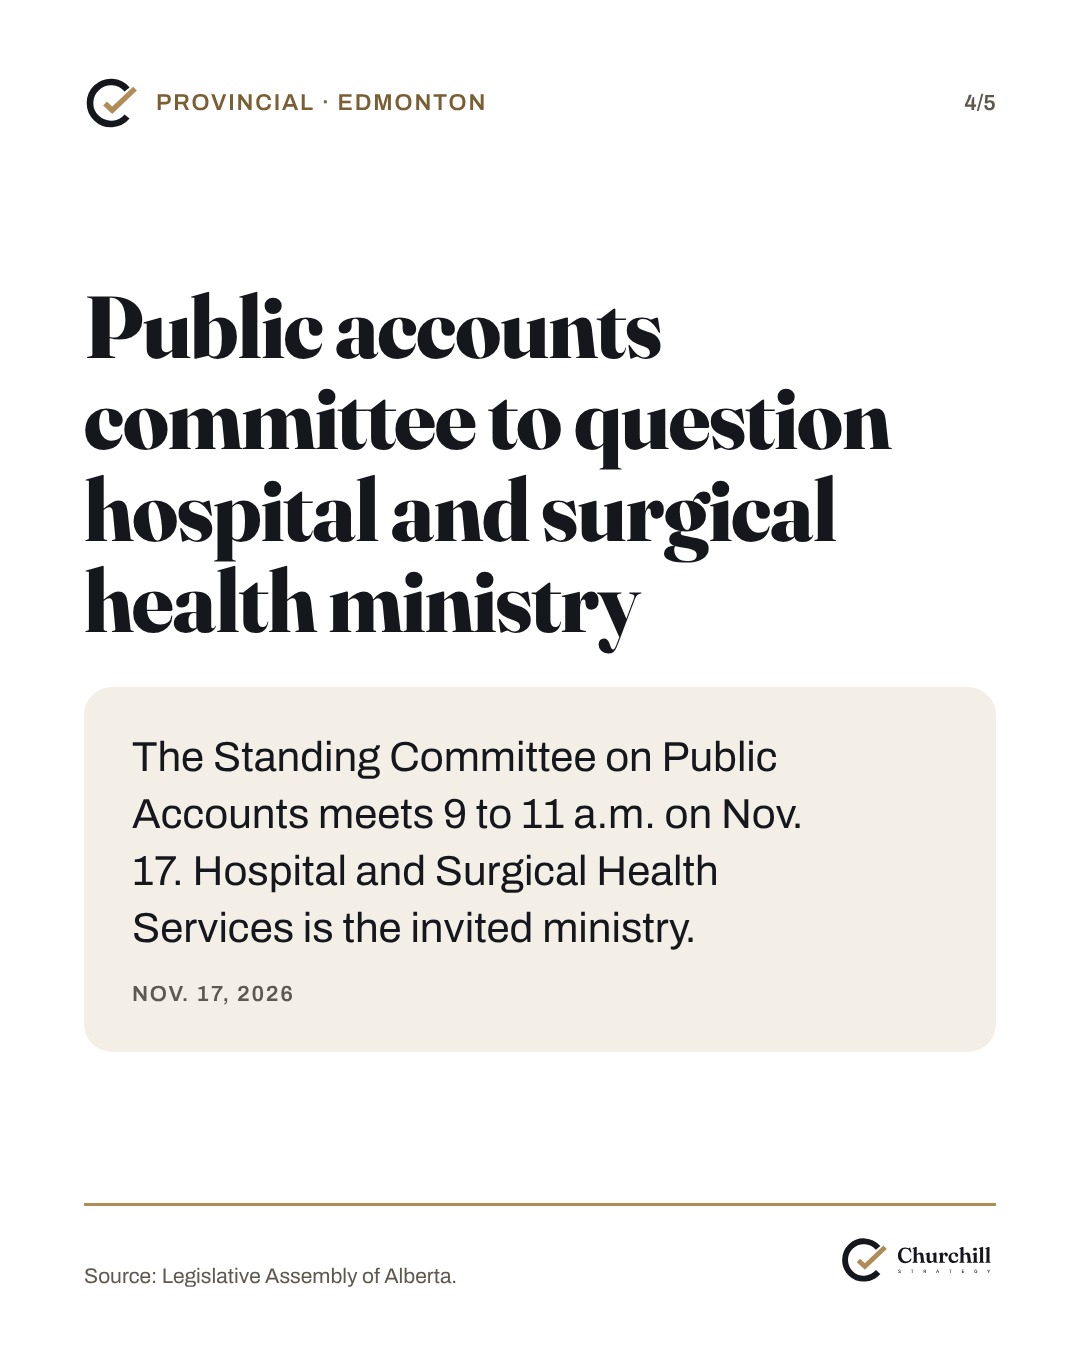 PROVINCIAL · EDMONTON
4/5
Public accounts
committee to question
hospital and surgical
health ministry
The Standing Committee on Public
Accounts meets 9 to 11 a.m. on Nov.
17. Hospital and Surgical Health
Services is the invited ministry.
NOV. 17, 2026
Source: Legislative Assembly of Alberta.
Churchill
STRATEGY